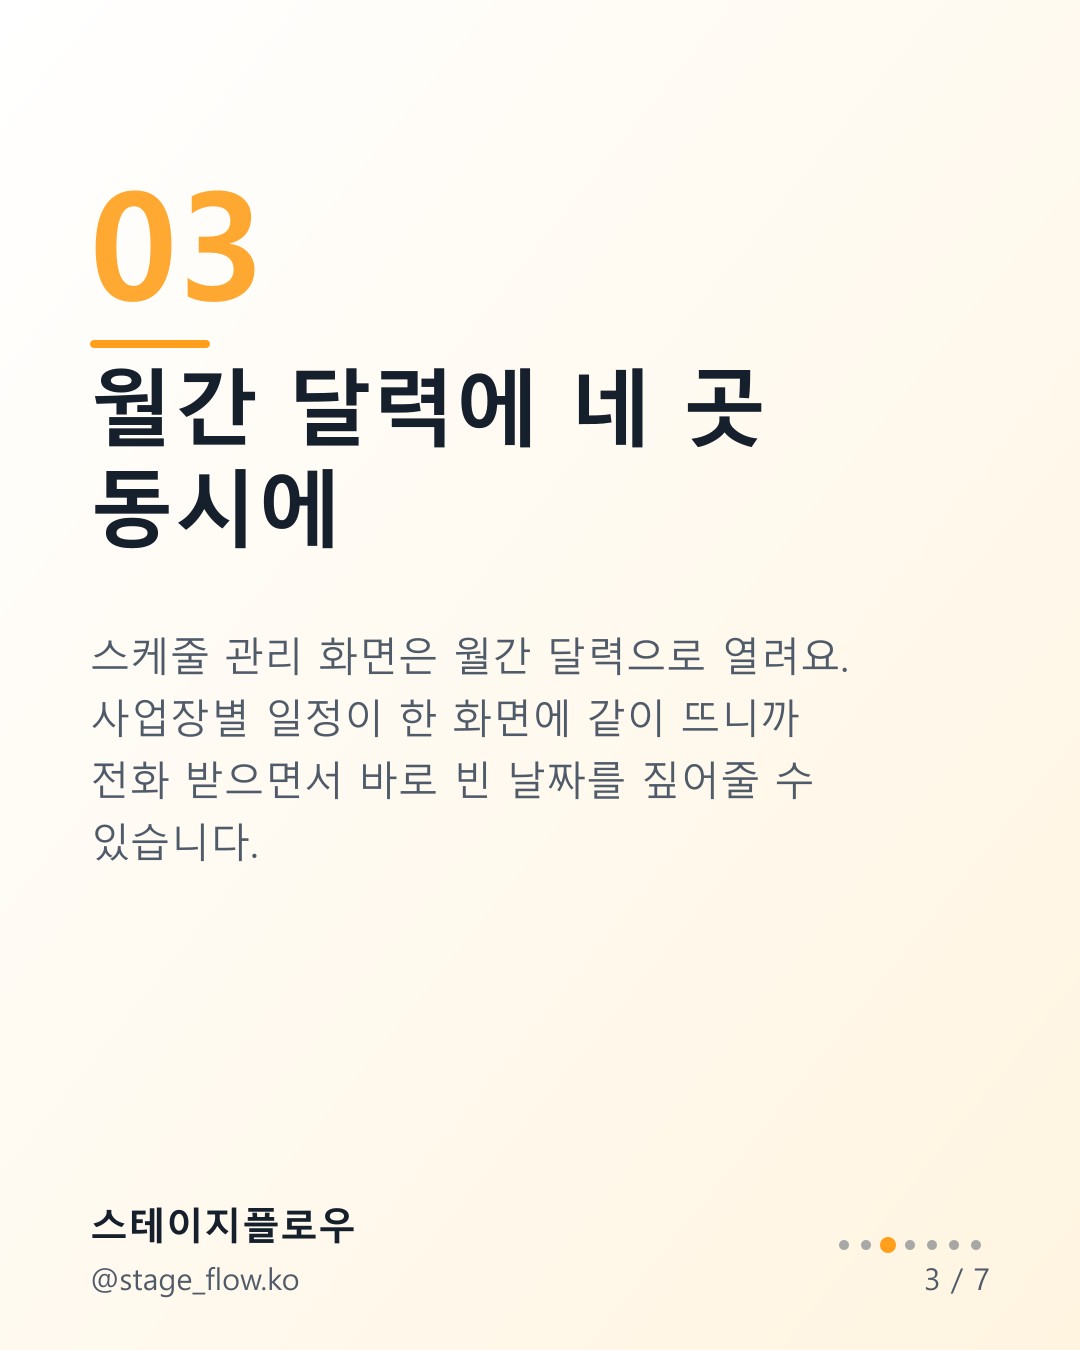 03
월간 달력에 네 곳
동시에
스케줄 관리 화면은 월간 달력으로 열려요.
사업장별 일정이 한 화면에 같이 뜨니까
전화 받으면서 바로 빈 날짜를 짚어줄 수
있습니다.
스테이지플로우
@stage_flow.ko
3 / 7